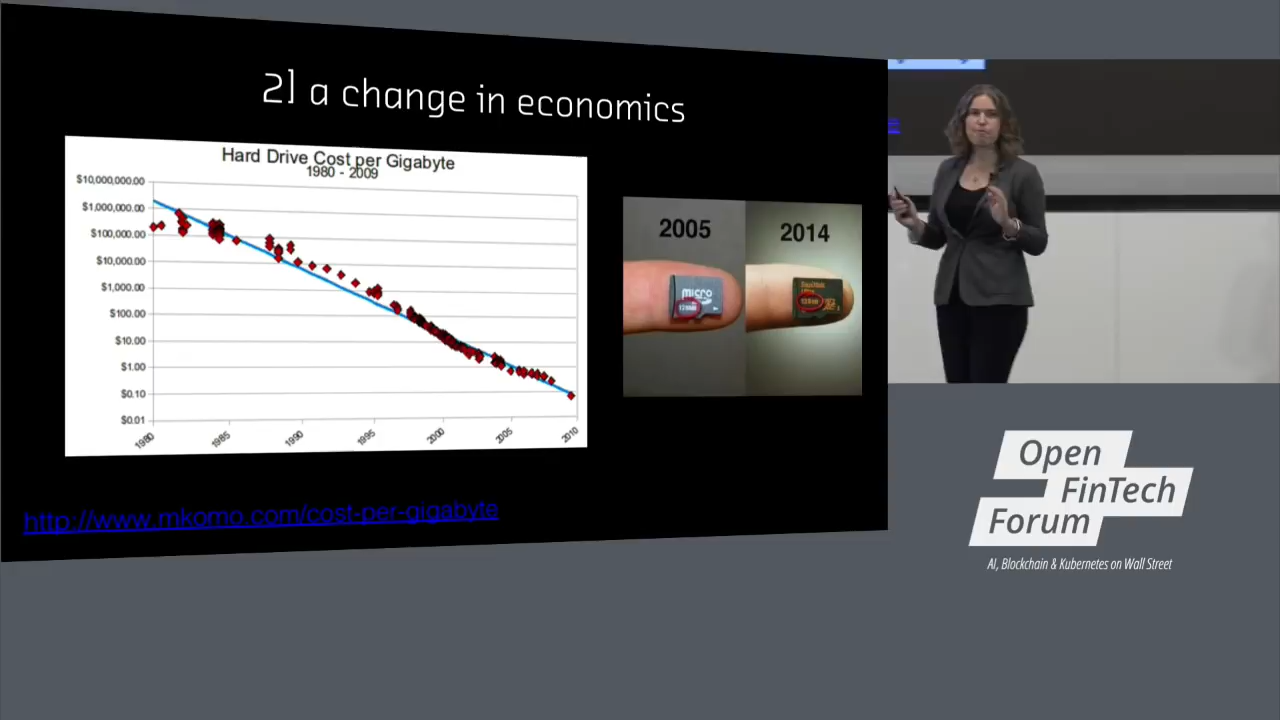 2] a change in economics
Hard Drive Cost per Gigabyte
1980 - 2009
$10,000,000.00
$1,000,000.00
$100,000.00
$10,000.00
$1,000.00
$100.00
$10.00
$1.00
$0.10
$0.01
1980
1985
1990
1995
2000
2005
2010
2005
2014
micro
http://www.mkomo.com/cost-per-gigabyte
Open
FinTech
Forum
AI, Blockchain & Kubernetes on Wall Street